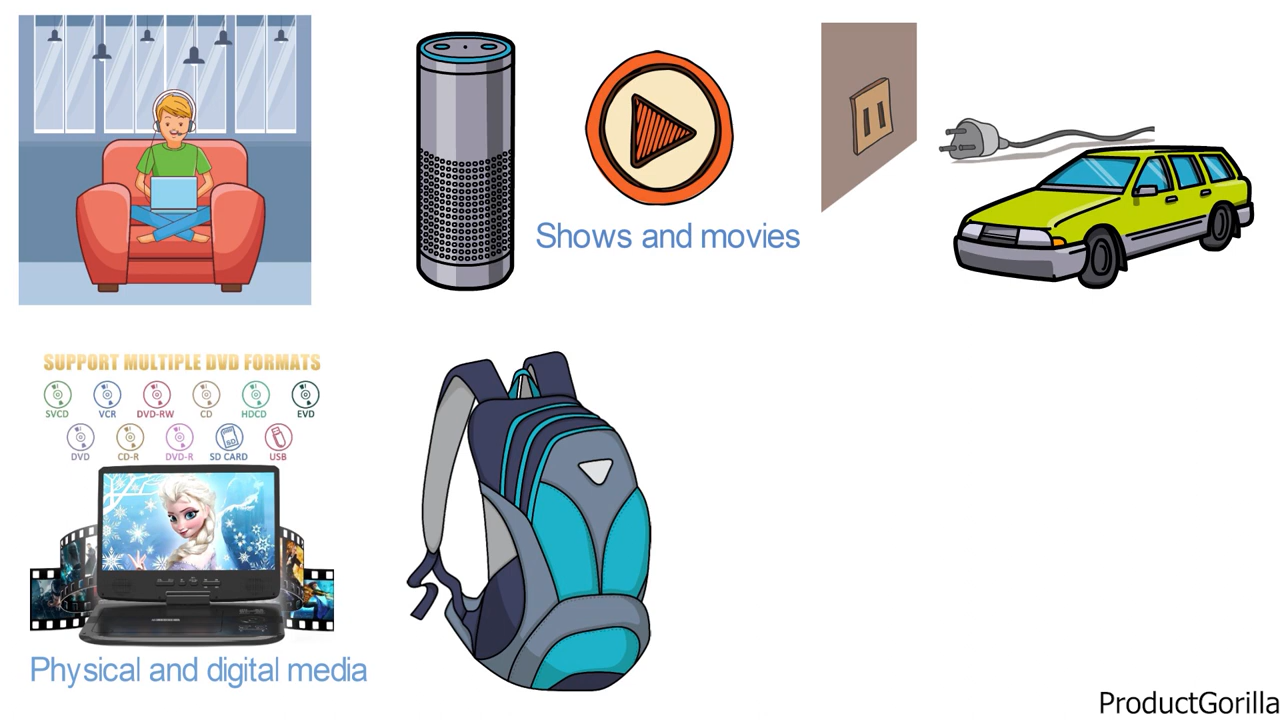 Shows and movies
SUPPORT MULTIPLE DVD FORMATS
SVCD VCR DVD-RW CD HDCD EVD
DVD CD-R DVD-R SD CARD USB
SD
Physical and digital media
ProductGorilla